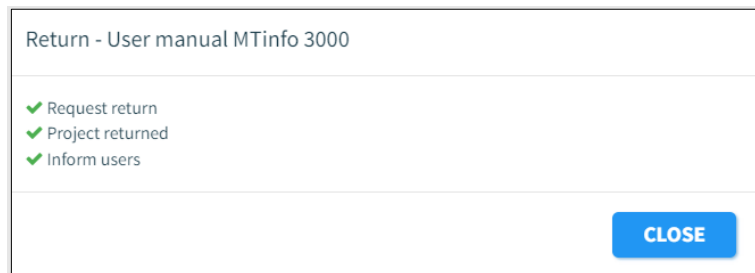 Return - User manual MTinfo 3000
Request return
Project returned
Inform users
CLOSE